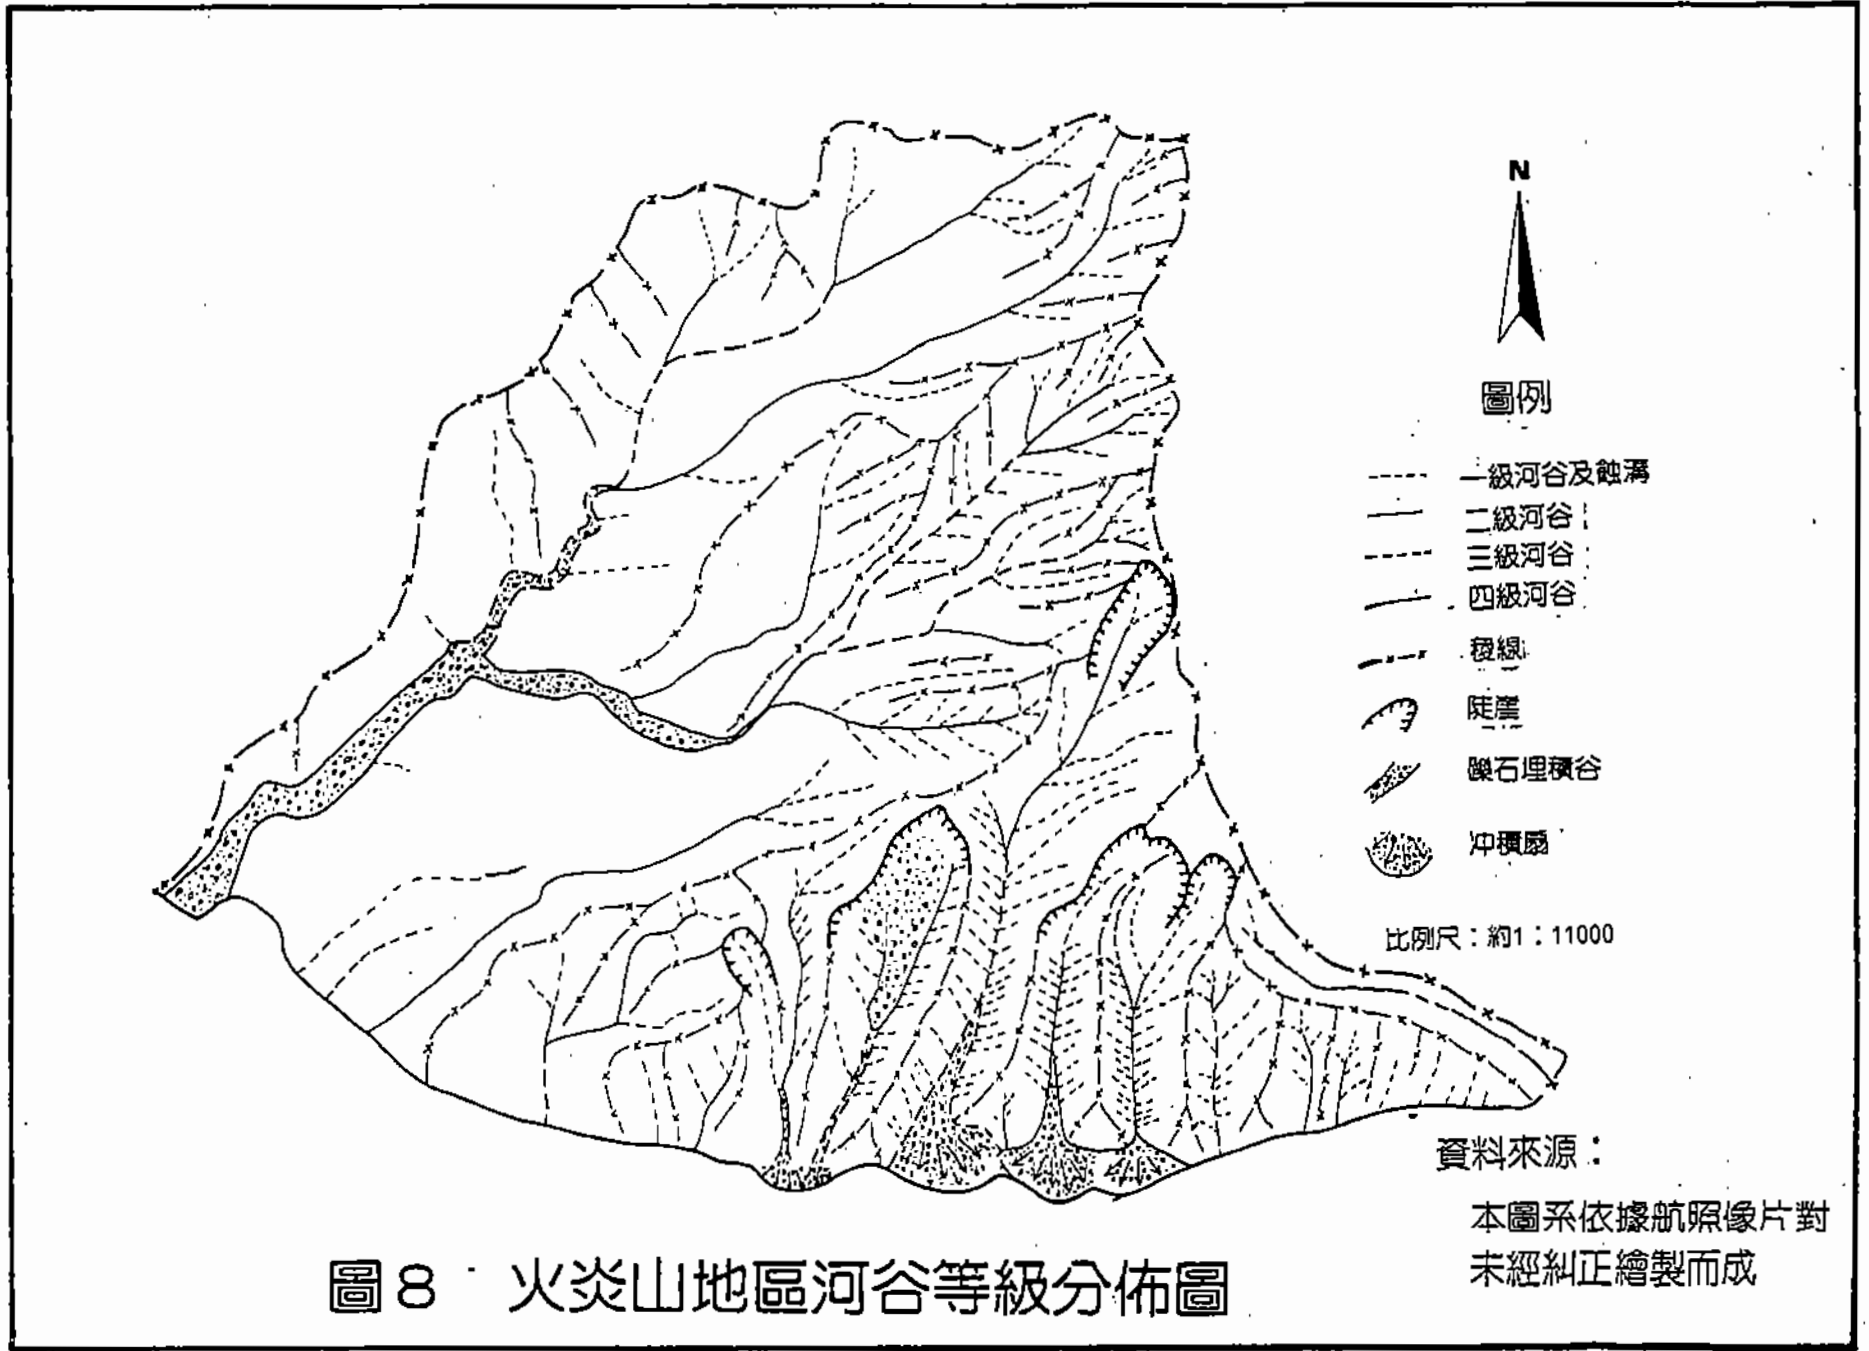 N
圖例
一級河谷及蝕溝
二級河谷
三級河谷
四級河谷
稜線
陡崖
礫石埋積谷
冲積扇
比例尺：約1：11000
資料來源：
本圖系依據航照像片對
未經糾正繪製而成
圖8 火炎山地區河谷等級分佈圖